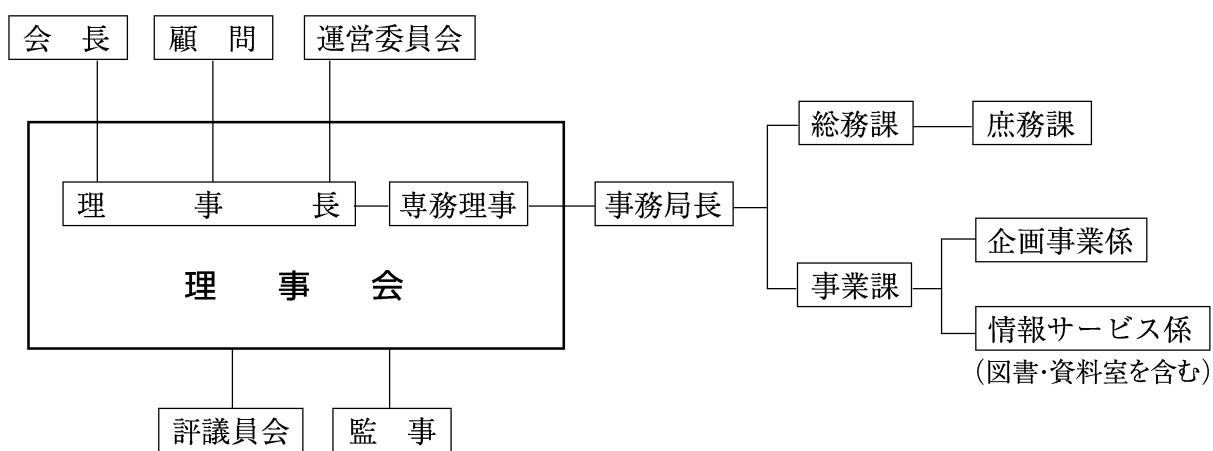 会　長
顧　問
運営委員会
総務課
庶務課
理　事　長
専務理事
事務局長
企画事業係
理　事　会
事業課
情報サービス係
（図書･資料室を含む）
評議員会
監　事